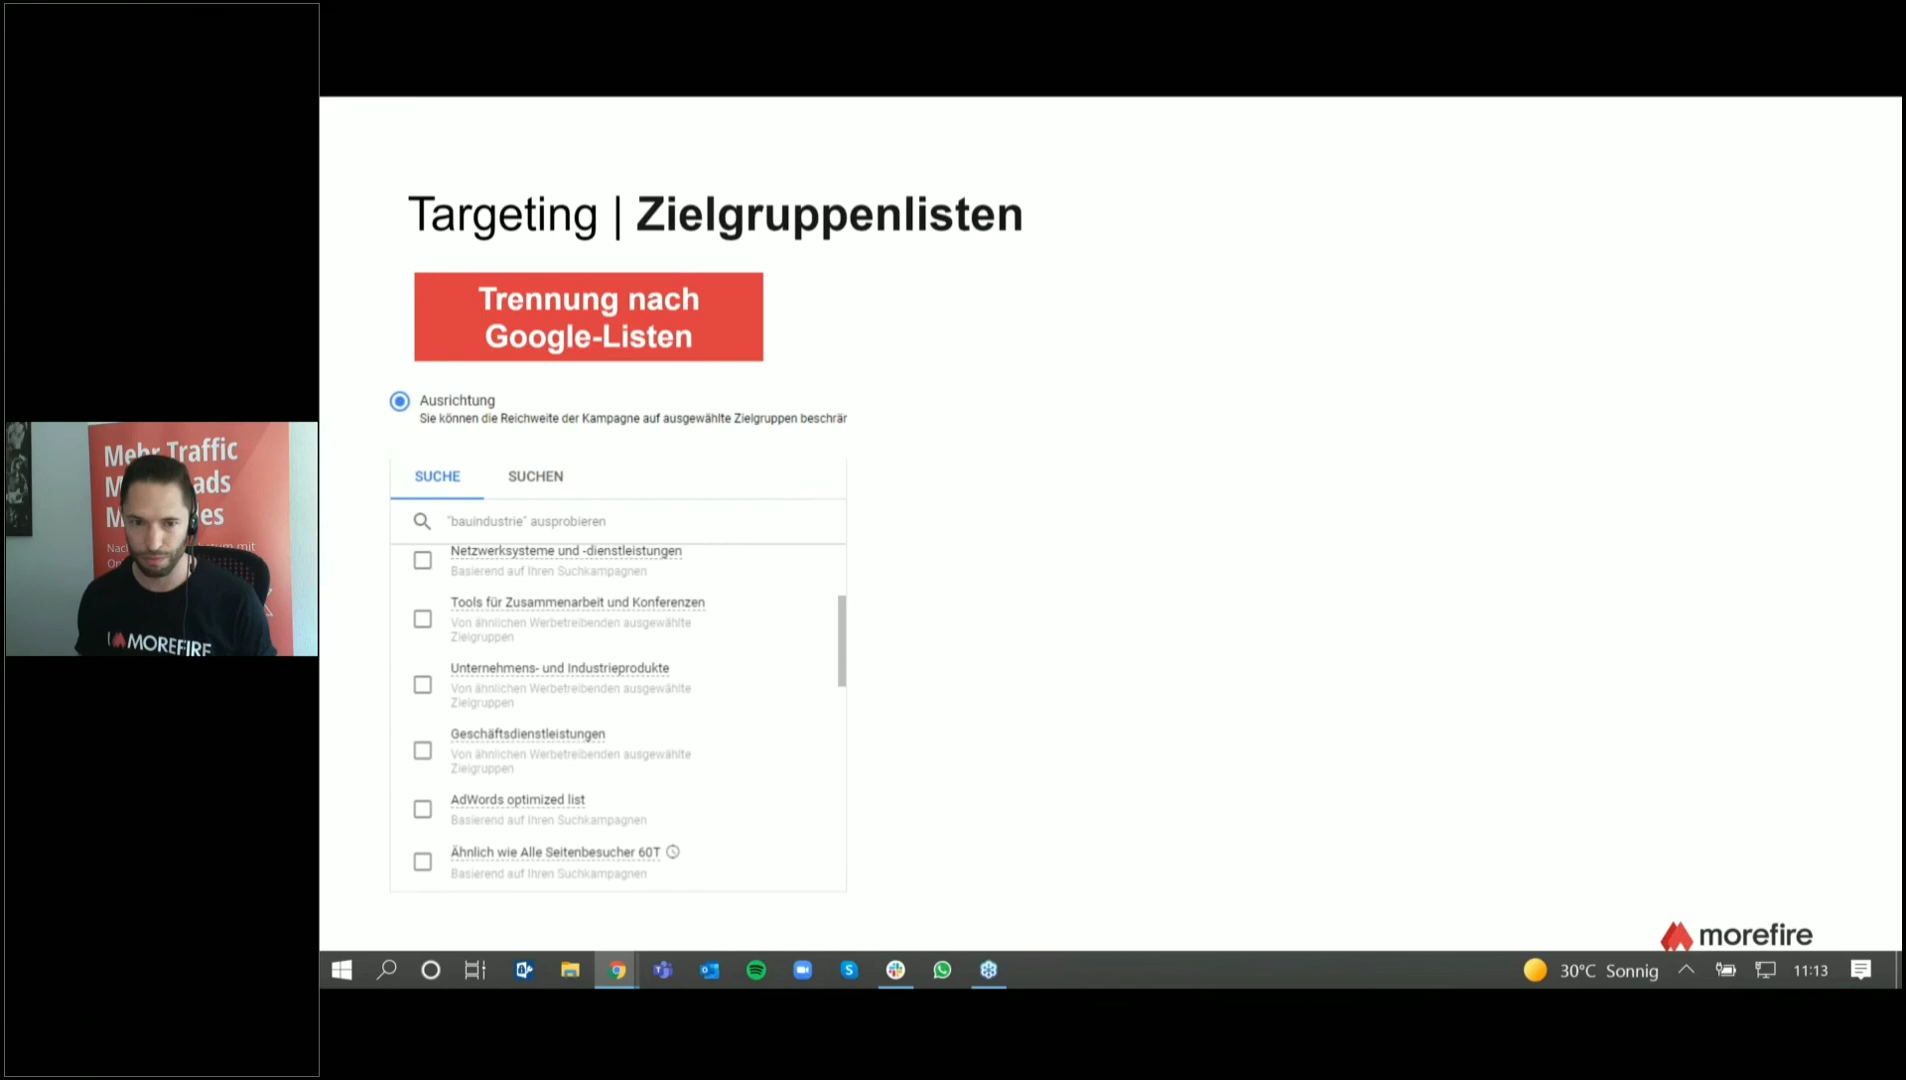 Targeting | Zielgruppenlisten
Trennung nach
Google-Listen
Ausrichtung
Sie können die Reichweite der Kampagne auf ausgewählte Zielgruppen beschrär
SUCHE SUCHEN
"bauindustrie" ausprobieren
Netzwerksysteme und -dienstleistungen
Basierend auf Ihren Suchkampagnen
Tools für Zusammenarbeit und Konferenzen
Von ähnlichen Werbetreibenden ausgewählte
Zielgruppen
Unternehmens- und Industrieprodukte
Von ähnlichen Werbetreibenden ausgewählte
Zielgruppen
Geschäftsdienstleistungen
Von ähnlichen Werbetreibenden ausgewählte
Zielgruppen
AdWords optimized list
Basierend auf Ihren Suchkampagnen
Ähnlich wie Alle Seitenbesucher 60T
Basierend auf Ihren Suchkampagnen
morefire
30°C Sonnig 11:13
Mehr Traffic
M ads
M es
mit
I MOREFIRE